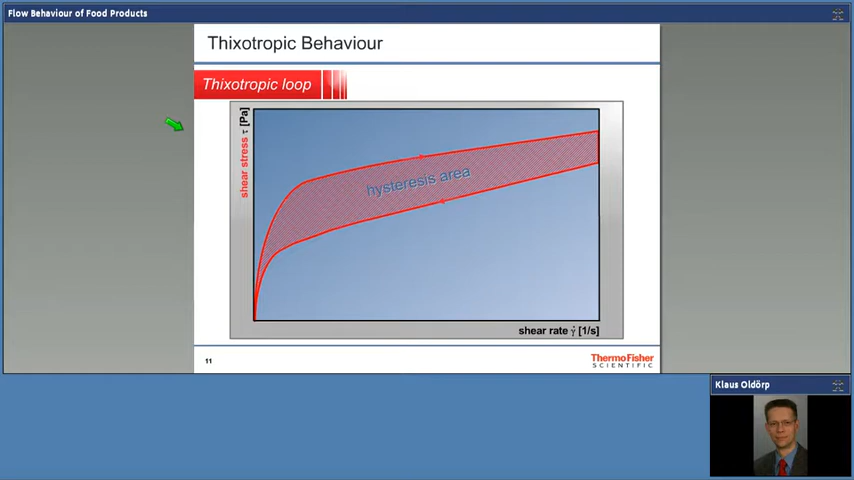 Flow Behaviour of Food Products
Thixotropic Behaviour
Thixotropic loop
shear stress τ [Pa]
hysteresis area
shear rate γ̇ [1/s]
11
ThermoFisher
SCIENTIFIC
Klaus Oldörp